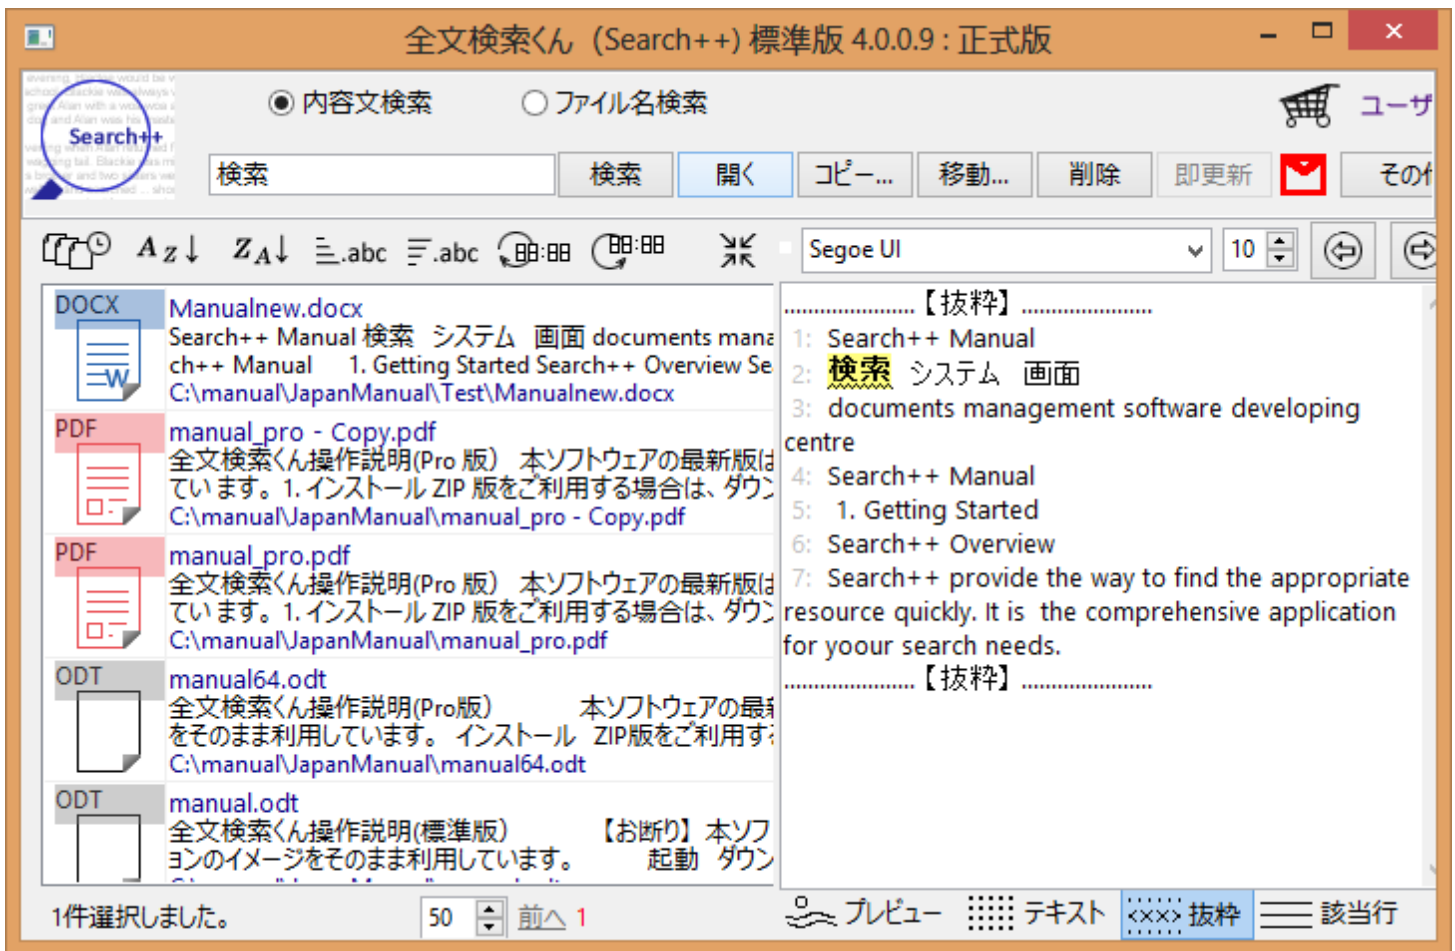 全文検索くん（Search++) 標準版 4.0.0.9 : 正式版
Search++
内容文検索
ファイル名検索
ユーザ
検索
検索
開く
コピー...
移動...
削除
即更新
A Z↓
Z A↓
.abc
.abc
Segoe UI
10
DOCX
Manualnew.docx
Search++ Manual 検索 システム 画面 documents mana
ch++ Manual 1. Getting Started Search++ Overview Se
C:\manual\JapanManual\Test\Manualnew.docx
PDF
manual_pro - Copy.pdf
全文検索くん操作説明(Pro 版) 本ソフトウェアの最新版は
ています。1. インストール ZIP 版をご利用する場合は、ダウン
C:\manual\JapanManual\manual_pro - Copy.pdf
PDF
manual_pro.pdf
全文検索くん操作説明(Pro 版) 本ソフトウェアの最新版は
ています。1. インストール ZIP 版をご利用する場合は、ダウン
C:\manual\JapanManual\manual_pro.pdf
ODT
manual64.odt
全文検索くん操作説明(Pro版) 本ソフトウェアの最新
をそのまま利用しています。 インストール ZIP版をご利用す
C:\manual\JapanManual\manual64.odt
ODT
manual.odt
全文検索くん操作説明(標準版) 【お断り】本ソフ
ョンのイメージをそのまま利用しています。 起動 ダウン
......................【抜粋】......................
1: Search++ Manual
2: 検索 システム 画面
3: documents management software developing
centre
4: Search++ Manual
5: 1. Getting Started
6: Search++ Overview
7: Search++ provide the way to find the appropriate
resource quickly. It is the comprehensive application
for yoour search needs.
......................【抜粋】......................
1件選択しました。
50
前へ 1
プレビュー
テキスト
抜粋
該当行